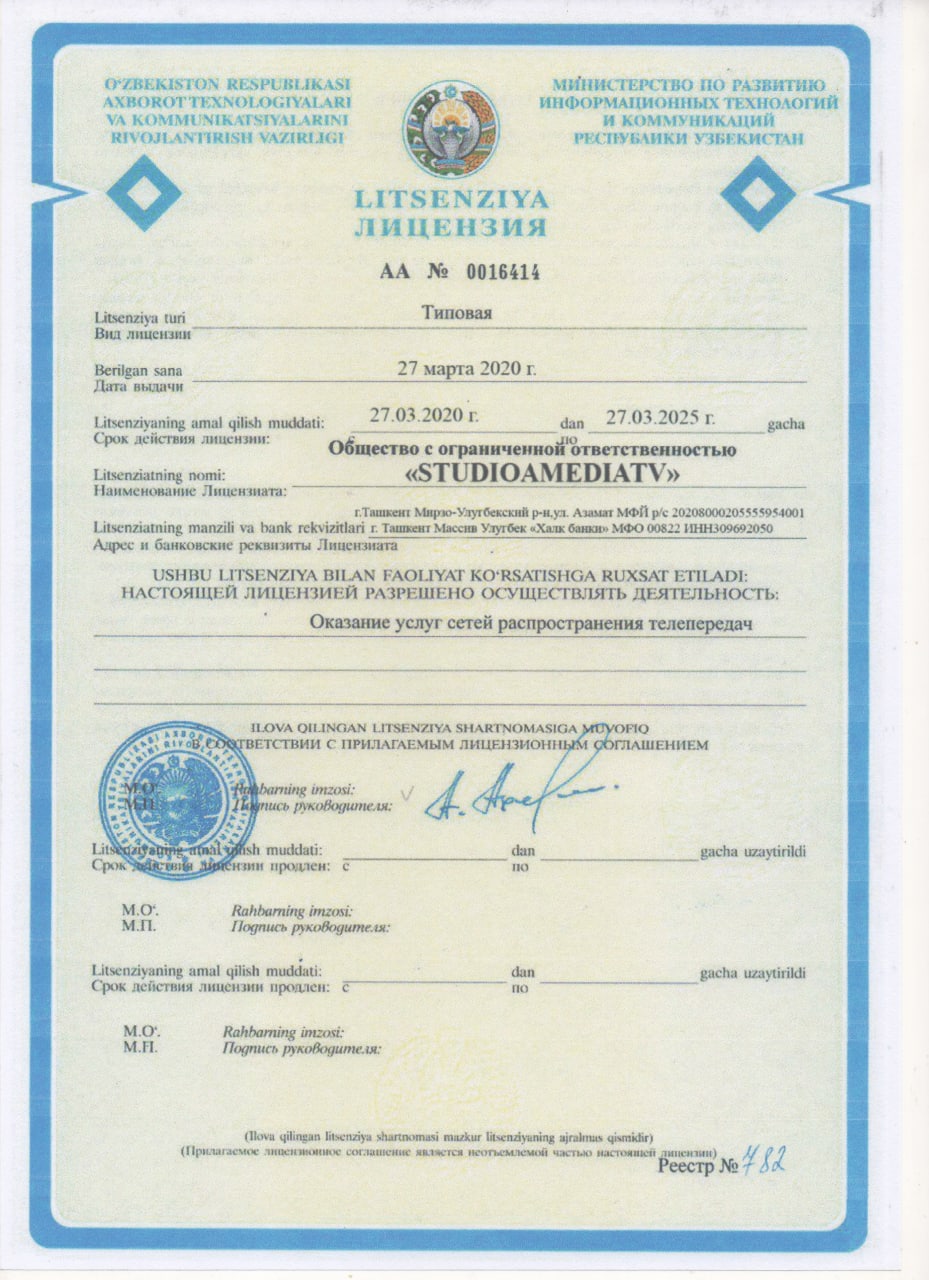 O‘ZBEKISTON RESPUBLIKASI
AXBOROT TEXNOLOGIYALARI
VA KOMMUNIKATSIYALARINI
RIVOJLANTIRISH VAZIRLIGI
МИНИСТЕРСТВО ПО РАЗВИТИЮ
ИНФОРМАЦИОННЫХ ТЕХНОЛОГИЙ
И КОММУНИКАЦИЙ
РЕСПУБАИКИ УЗБЕКИСТАН
LITSENZIYA
ЛИЦЕНЗИЯ
АА № 0016414
Litsenziya turi
Типовая
Вид лицензии
Berilgan sana
27 марта 2020 г.
Дата выдачи
Litsenziyaning amal qilish muddati: 27.03.2020 г. dan 27.03.2025 г. gacha
Срок действия лицензии: с по
Общество с ограниченной ответственностью
Litsenziatning nomi: «STUDIOAMEDIATV»
Наименование Лицензиата:
г.Ташкент Мирзо-Улугбекский р-н,ул. Азамат МФЙ р/с 20208000205555954001
Litsenziatning manzili va bank rekvizitlari г. Ташкент Массив Улугбек «Халк банки» МФО 00822 ИНН309692050
Адрес и банковские реквизиты Лицензиата
USHBU LITSENZIYA BILAN FAOLIYAT KO‘RSATISHGA RUXSAT ETILADI:
НАСТОЯЩЕЙ ЛИЦЕНЗИЕЙ РАЗРЕШЕНО ОСУЩЕСТВЛЯТЬ ДЕЯТЕЛЬНОСТЬ:
Оказание услуг сетей распространения телепередач
ILOVA QILINGAN LITSENZIYA SHARTNOMASIGA MUVOFIQ
В СООТВЕТСТВИИ С ПРИЛАГАЕМЫМ ЛИЦЕНЗИОННЫМ СОГЛАШЕНИЕМ
M.O‘. Rahbarning imzosi:
М.П. Подпись руководителя:
Litsenziyaning amal qilish muddati: dan gacha uzaytirildi
Срок действия лицензии продлен: с по
M.O‘. Rahbarning imzosi:
М.П. Подпись руководителя:
Litsenziyaning amal qilish muddati: dan gacha uzaytirildi
Срок действия лицензии продлен: с по
M.O‘. Rahbarning imzosi:
М.П. Подпись руководителя:
(Ilova qilingan litsenziya shartnomasi mazkur litsenziyaning ajralmas qismidir)
(Прилагаемое лицензионное соглашение является неотъемлемой частью настоящей лицензии)
Реестр № 782